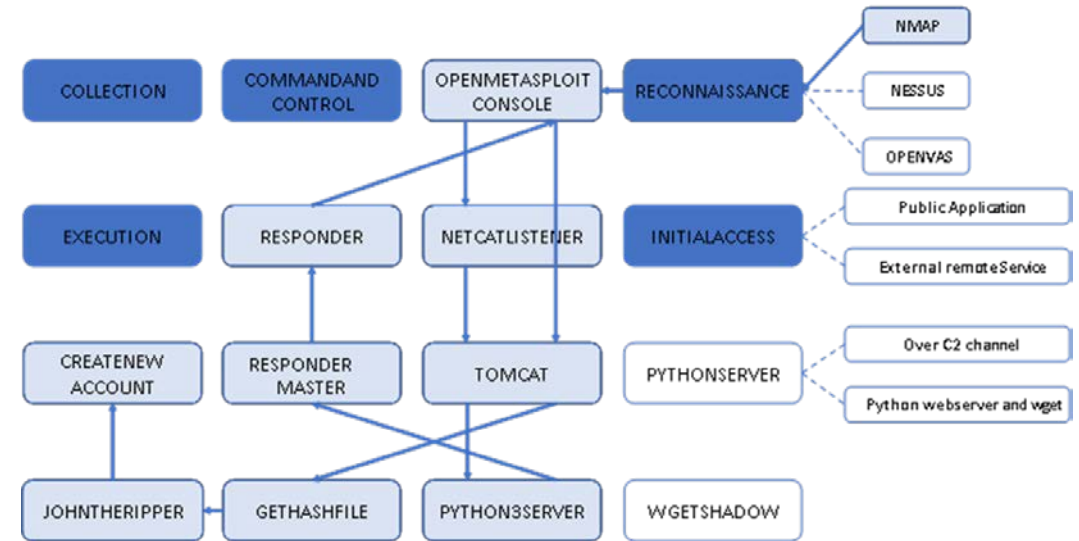 NMAP
COLLECTION
COMMANDAND
CONTROL
OPENMETASPLOIT
CONSOLE
RECONNAISSANCE
NESSUS
OPENVAS
EXECUTION
RESPONDER
NETCATLISTENER
INITIALACCESS
Public Application
External remoteService
CREATENEW
ACCOUNT
RESPONDER
MASTER
TOMCAT
PYTHONSERVER
Over C2 channel
Python webserver and wget
JOHNTHERIPPER
GETHASHFILE
PYTHON3SERVER
WGETSHADOW